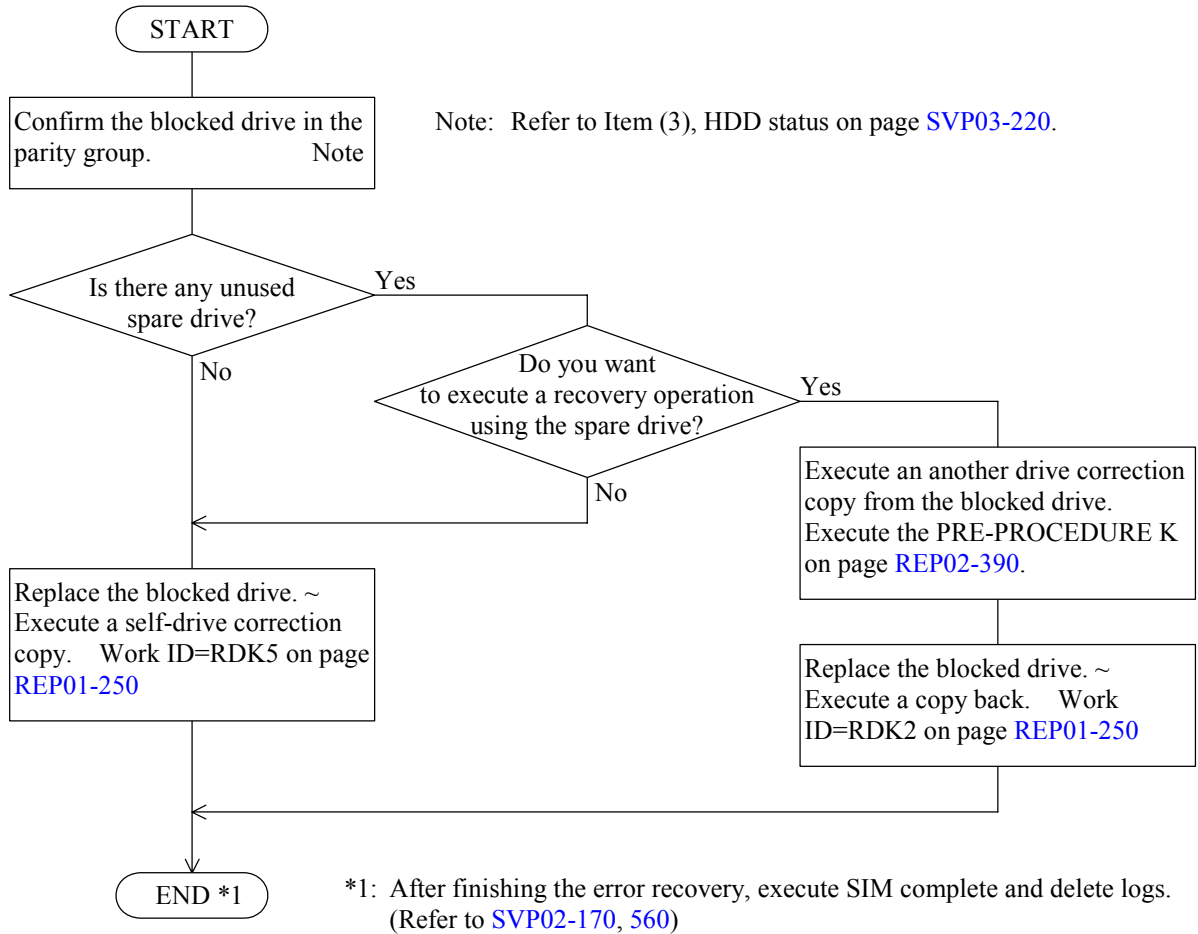 START
Confirm the blocked drive in the
parity group. Note
Note: Refer to Item (3), HDD status on page SVP03-220.
Is there any unused
spare drive?
Yes
No
Do you want
to execute a recovery operation
using the spare drive?
Yes
No
Execute an another drive correction
copy from the blocked drive.
Execute the PRE-PROCEDURE K
on page REP02-390.
Replace the blocked drive. ~
Execute a self-drive correction
copy. Work ID=RDK5 on page
REP01-250
Replace the blocked drive. ~
Execute a copy back. Work
ID=RDK2 on page REP01-250
END *1
*1: After finishing the error recovery, execute SIM complete and delete logs.
(Refer to SVP02-170, 560)